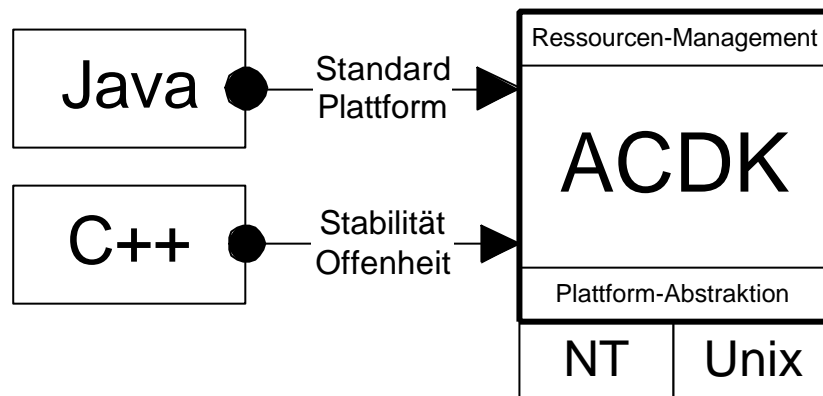 Java
Standard
Plattform
C++
Stabilität
Offenheit
Ressourcen-Management
ACDK
Plattform-Abstraktion
NT
Unix